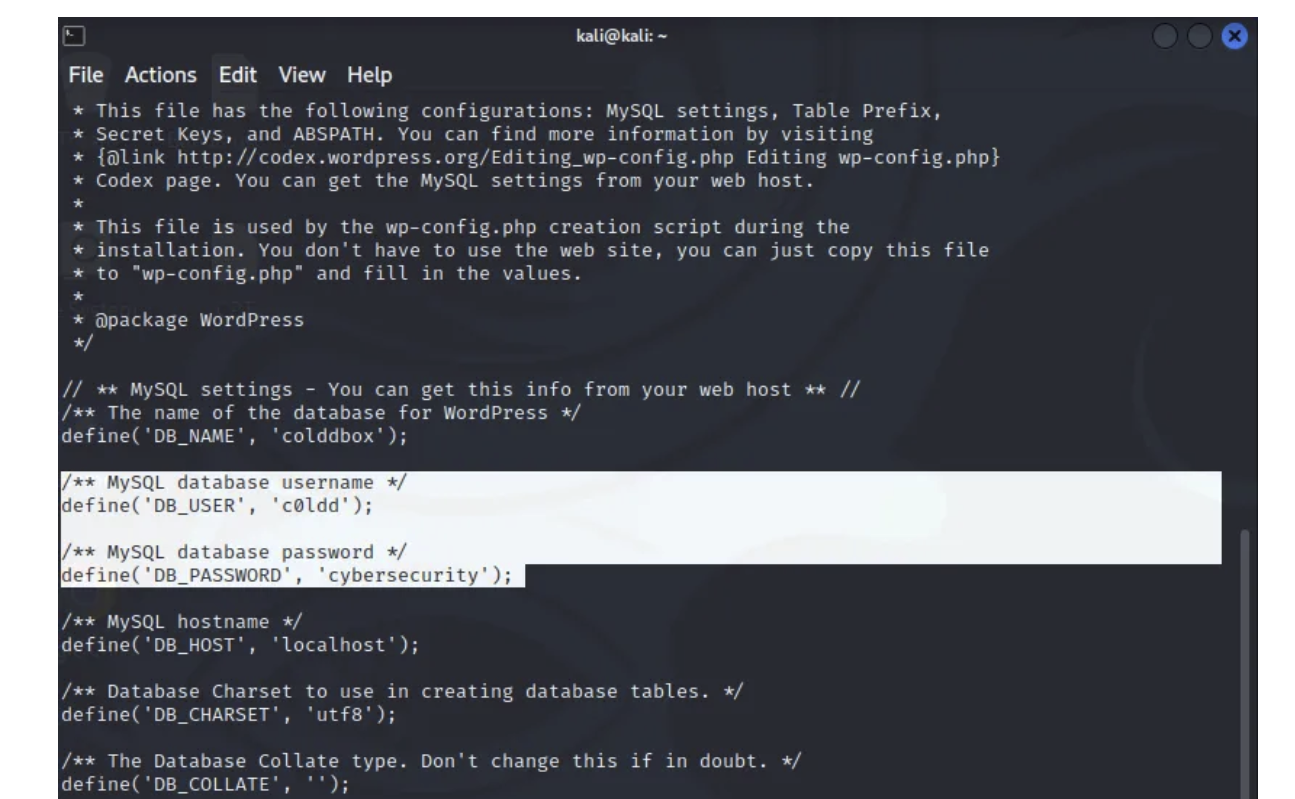 kali@kali: ~
File Actions Edit View Help
* This file has the following configurations: MySQL settings, Table Prefix,
* Secret Keys, and ABSPATH. You can find more information by visiting
* {@link http://codex.wordpress.org/Editing_wp-config.php Editing wp-config.php}
* Codex page. You can get the MySQL settings from your web host.
*
* This file is used by the wp-config.php creation script during the
* installation. You don't have to use the web site, you can just copy this file
* to "wp-config.php" and fill in the values.
*
* @package WordPress
*/
// ** MySQL settings - You can get this info from your web host ** //
/** The name of the database for WordPress */
define('DB_NAME', 'colddbox');
/** MySQL database username */
define('DB_USER', 'c0ldd');
/** MySQL database password */
define('DB_PASSWORD', 'cybersecurity');
/** MySQL hostname */
define('DB_HOST', 'localhost');
/** Database Charset to use in creating database tables. */
define('DB_CHARSET', 'utf8');
/** The Database Collate type. Don't change this if in doubt. */
define('DB_COLLATE', '');